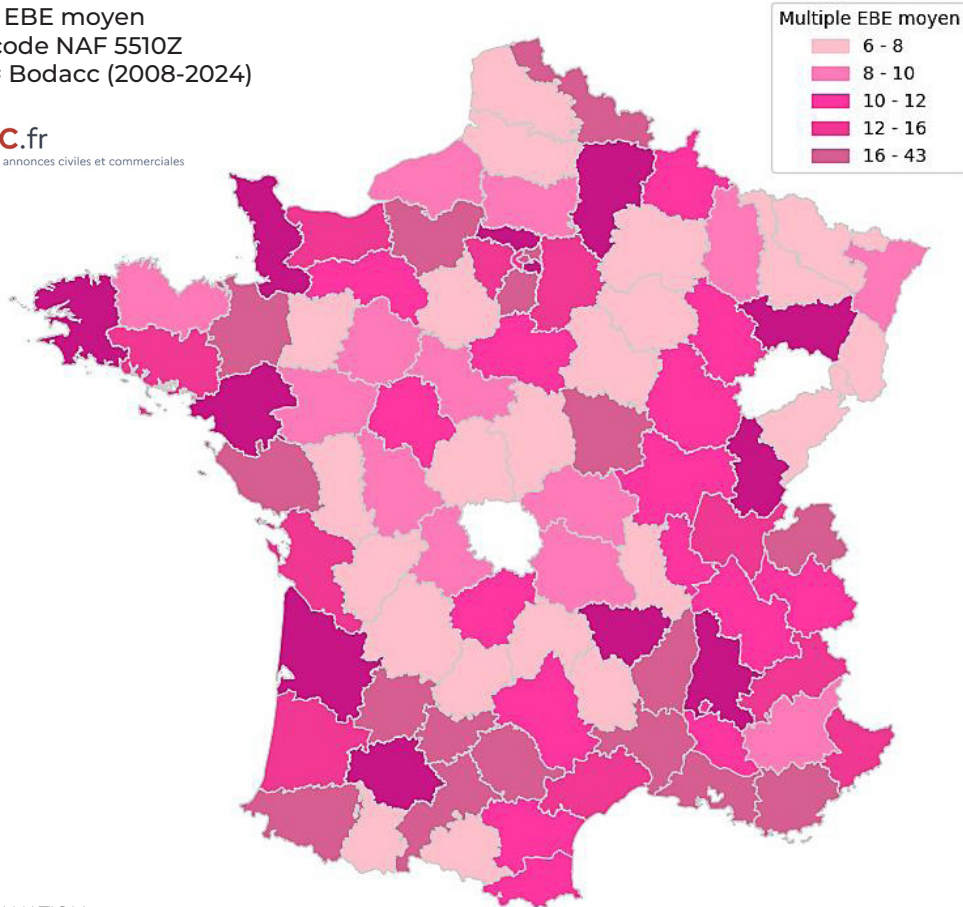 EBE moyen
code NAF 5510Z
Bodacc (2008-2024)
C.fr
annonces civiles et commerciales
Multiple EBE moyen
6 - 8
8 - 10
10 - 12
12 - 16
16 - 43